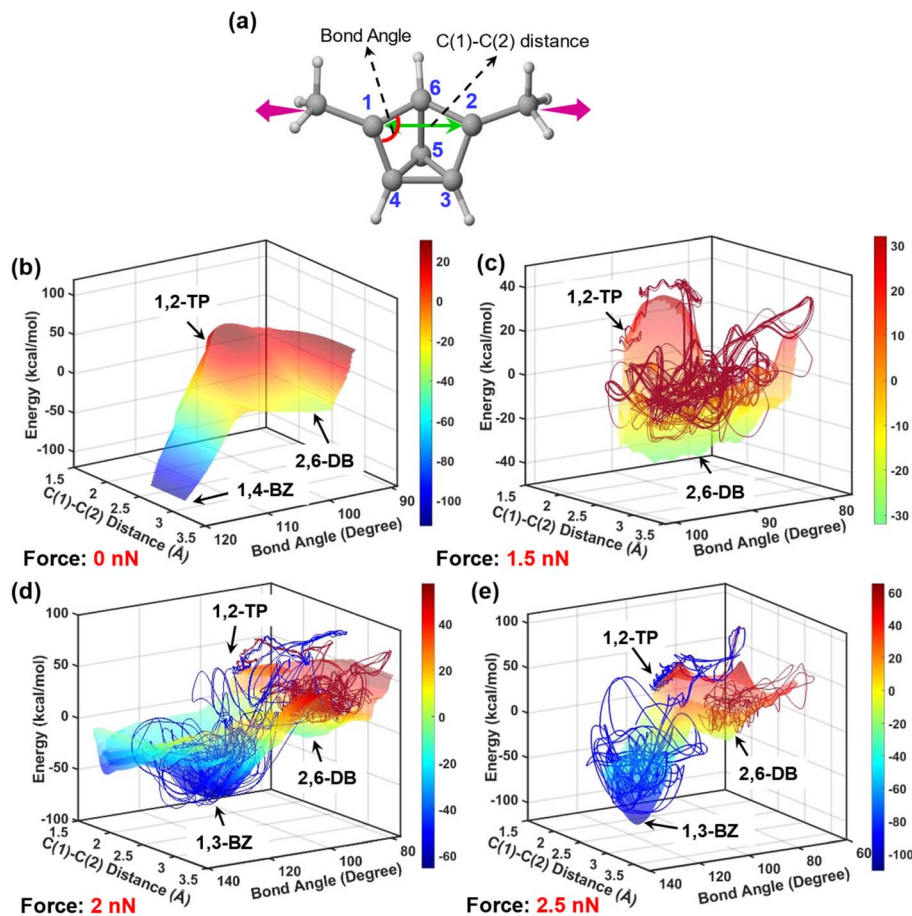 (a)
Bond Angle
C(1)-C(2) distance
1
6
2
5
4
3
(b)
1,2-TP
2,6-DB
1,4-BZ
Energy (kcal/mol)
100
50
0
-50
-100
1.5
2
2.5
3
3.5
C(1)-C(2) Distance (Å)
120
110
100
90
Bond Angle (Degree)
20
0
-20
-40
-60
-80
-100
Force: 0 nN
(c)
1,2-TP
2,6-DB
Energy (kcal/mol)
40
20
0
-20
-40
1.5
2
2.5
3
3.5
C(1)-C(2) Distance (Å)
100
90
80
Bond Angle (Degree)
30
20
10
0
-10
-20
-30
Force: 1.5 nN
(d)
1,2-TP
2,6-DB
1,3-BZ
Energy (kcal/mol)
100
50
0
-50
-100
1.5
2
2.5
3
3.5
C(1)-C(2) Distance (Å)
140
120
100
80
Bond Angle (Degree)
40
20
0
-20
-40
-60
Force: 2 nN
(e)
1,2-TP
2,6-DB
1,3-BZ
Energy (kcal/mol)
100
50
0
-50
-100
1.5
2
2.5
3
3.5
C(1)-C(2) Distance (Å)
140
120
100
80
60
Bond Angle (Degree)
60
40
20
0
-20
-40
-60
-80
-100
Force: 2.5 nN